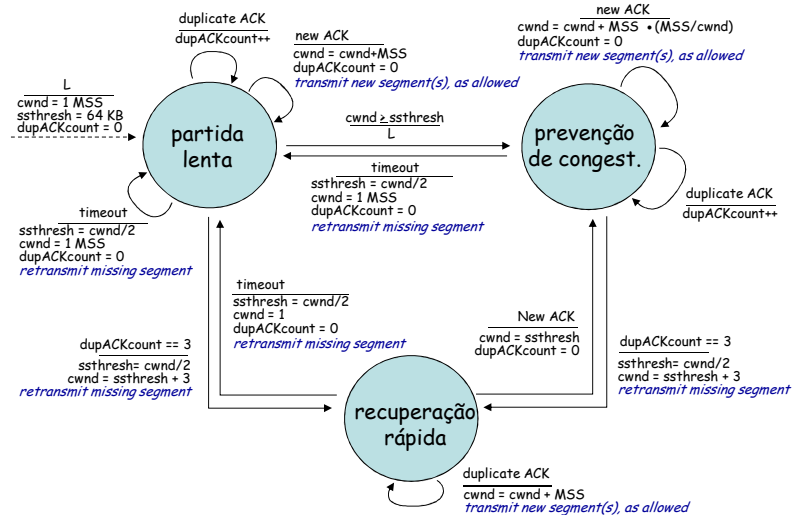 duplicate ACK
dupACKcount++
new ACK
cwnd = cwnd+MSS
dupACKcount = 0
transmit new segment(s), as allowed
new ACK
cwnd = cwnd + MSS • (MSS/cwnd)
dupACKcount = 0
transmit new segment(s), as allowed
L
cwnd = 1 MSS
ssthresh = 64 KB
dupACKcount = 0
partida
lenta
cwnd ≥ ssthresh
L
timeout
ssthresh = cwnd/2
cwnd = 1 MSS
dupACKcount = 0
retransmit missing segment
prevenção
de congest.
duplicate ACK
dupACKcount++
timeout
ssthresh = cwnd/2
cwnd = 1 MSS
dupACKcount = 0
retransmit missing segment
timeout
ssthresh = cwnd/2
cwnd = 1
dupACKcount = 0
retransmit missing segment
New ACK
cwnd = ssthresh
dupACKcount = 0
dupACKcount == 3
ssthresh= cwnd/2
cwnd = ssthresh + 3
retransmit missing segment
dupACKcount == 3
ssthresh= cwnd/2
cwnd = ssthresh + 3
retransmit missing segment
recuperação
rápida
duplicate ACK
cwnd = cwnd + MSS
transmit new segment(s), as allowed